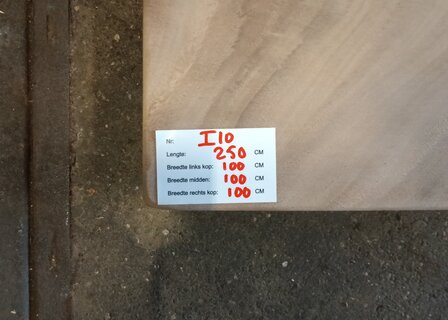 Nr: I10
Lengte: 250 CM
Breedte links kop: 100 CM
Breedte midden: 100 CM
Breedte rechts kop: 100 CM